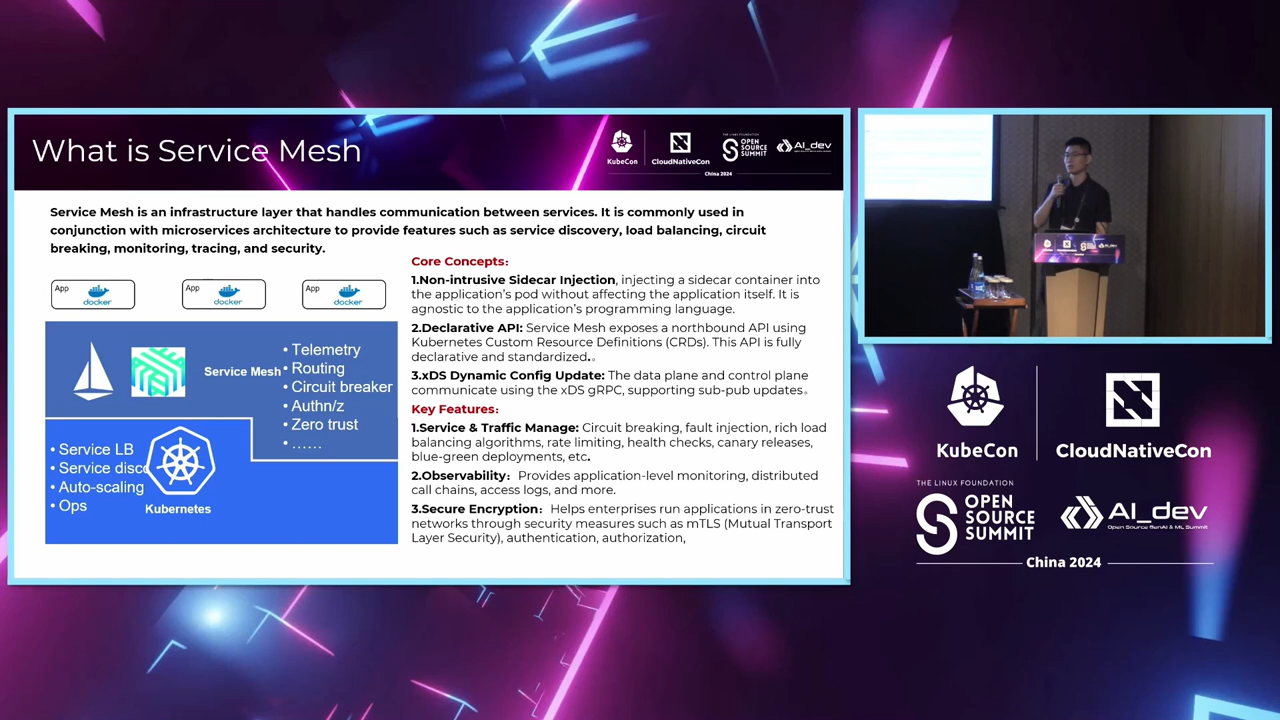 What is Service Mesh
KubeCon
CloudNativeCon
THE LINUX FOUNDATION
OPEN
SOURCE
SUMMIT
AI_dev
China 2024
Service Mesh is an infrastructure layer that handles communication between services. It is commonly used in
conjunction with microservices architecture to provide features such as service discovery, load balancing, circuit
breaking, monitoring, tracing, and security.
App
docker
App
docker
App
docker
Service Mesh
• Telemetry
• Routing
• Circuit breaker
• Authn/z
• Zero trust
• ……
• Service LB
• Service disco
• Auto-scaling
• Ops
Kubernetes
Core Concepts：
1.Non-intrusive Sidecar Injection, injecting a sidecar container into
the application's pod without affecting the application itself. It is
agnostic to the application's programming language.
2.Declarative API: Service Mesh exposes a northbound API using
Kubernetes Custom Resource Definitions (CRDs). This API is fully
declarative and standardized.。
3.xDS Dynamic Config Update: The data plane and control plane
communicate using the xDS gRPC, supporting sub-pub updates。
Key Features：
1.Service & Traffic Manage: Circuit breaking, fault injection, rich load
balancing algorithms, rate limiting, health checks, canary releases,
blue-green deployments, etc.
2.Observability： Provides application-level monitoring, distributed
call chains, access logs, and more.
3.Secure Encryption： Helps enterprises run applications in zero-trust
networks through security measures such as mTLS (Mutual Transport
Layer Security), authentication, authorization,
KubeCon
CloudNativeCon
THE LINUX FOUNDATION
OPEN
SOURCE
SUMMIT
AI_dev
Open Source GenAI & ML Summit
China 2024